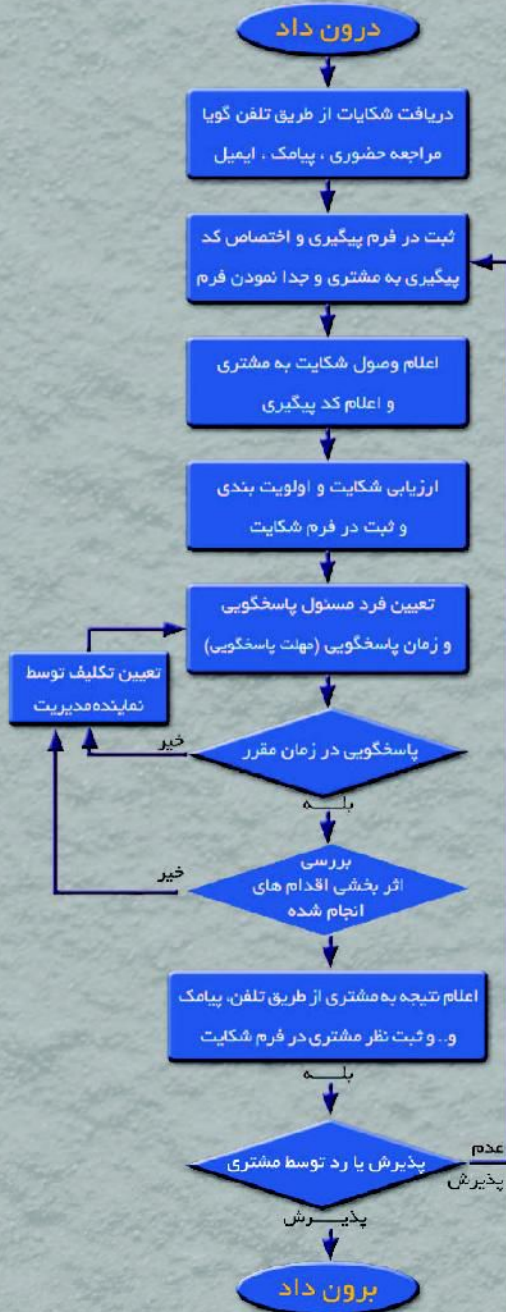 درون داد
دریافت شکایات از طریق تلفن گویا
مراجعه حضوری ، پیامک ، ایمیل
ثبت در فرم پیگیری و اختصاص کد
پیگیری به مشتری و جدا نمودن فرم
اعلام وصول شکایت به مشتری
و اعلام کد پیگیری
ارزیابی شکایت و اولویت بندی
و ثبت در فرم شکایت
تعیین فرد مسئول پاسخگویی
و زمان پاسخگویی (مهلت پاسخگویی)
تعیین تکلیف توسط
نماینده مدیریت
پاسخگویی در زمان مقرر
خیر
بلـــه
بررسی
اثر بخشی اقدام های
انجام شده
خیر
اعلام نتیجه به مشتری از طریق تلفن، پیامک
و.. و ثبت نظر مشتری در فرم شکایت
بلـــه
پذیرش یا رد توسط مشتری
عدم
پذیرش
پذیـــرش
برون داد